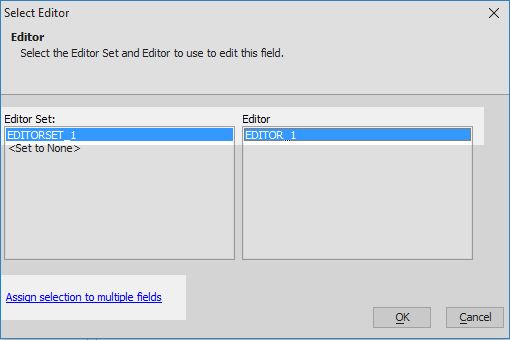 Select Editor
Editor
Select the Editor Set and Editor to use to edit this field.
Editor Set:
Editor
EDITORSET_1
EDITOR_1
<Set to None>
Assign selection to multiple fields
OK
Cancel